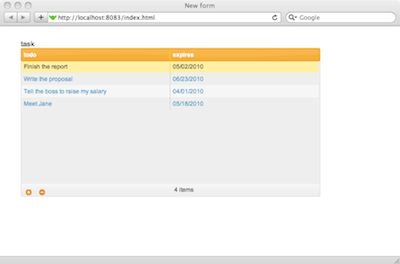 New form
http://localhost:8083/index.html
Google
task
todo expires
Finish the report 05/02/2010
Write the proposal 06/23/2010
Tell the boss to raise my salary 04/01/2010
Meet Jane 05/18/2010
4 items